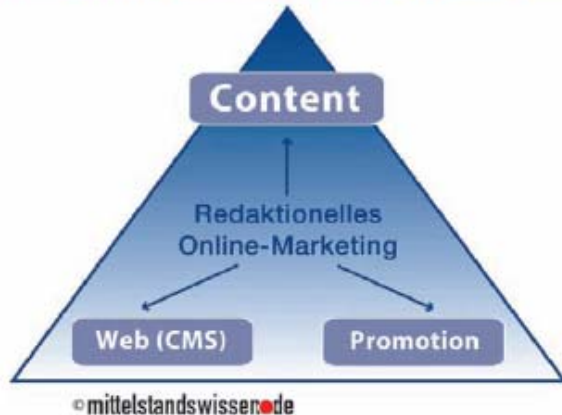 Content
Redaktionelles
Online-Marketing
Web (CMS)
Promotion
© mittelstandswissen.de